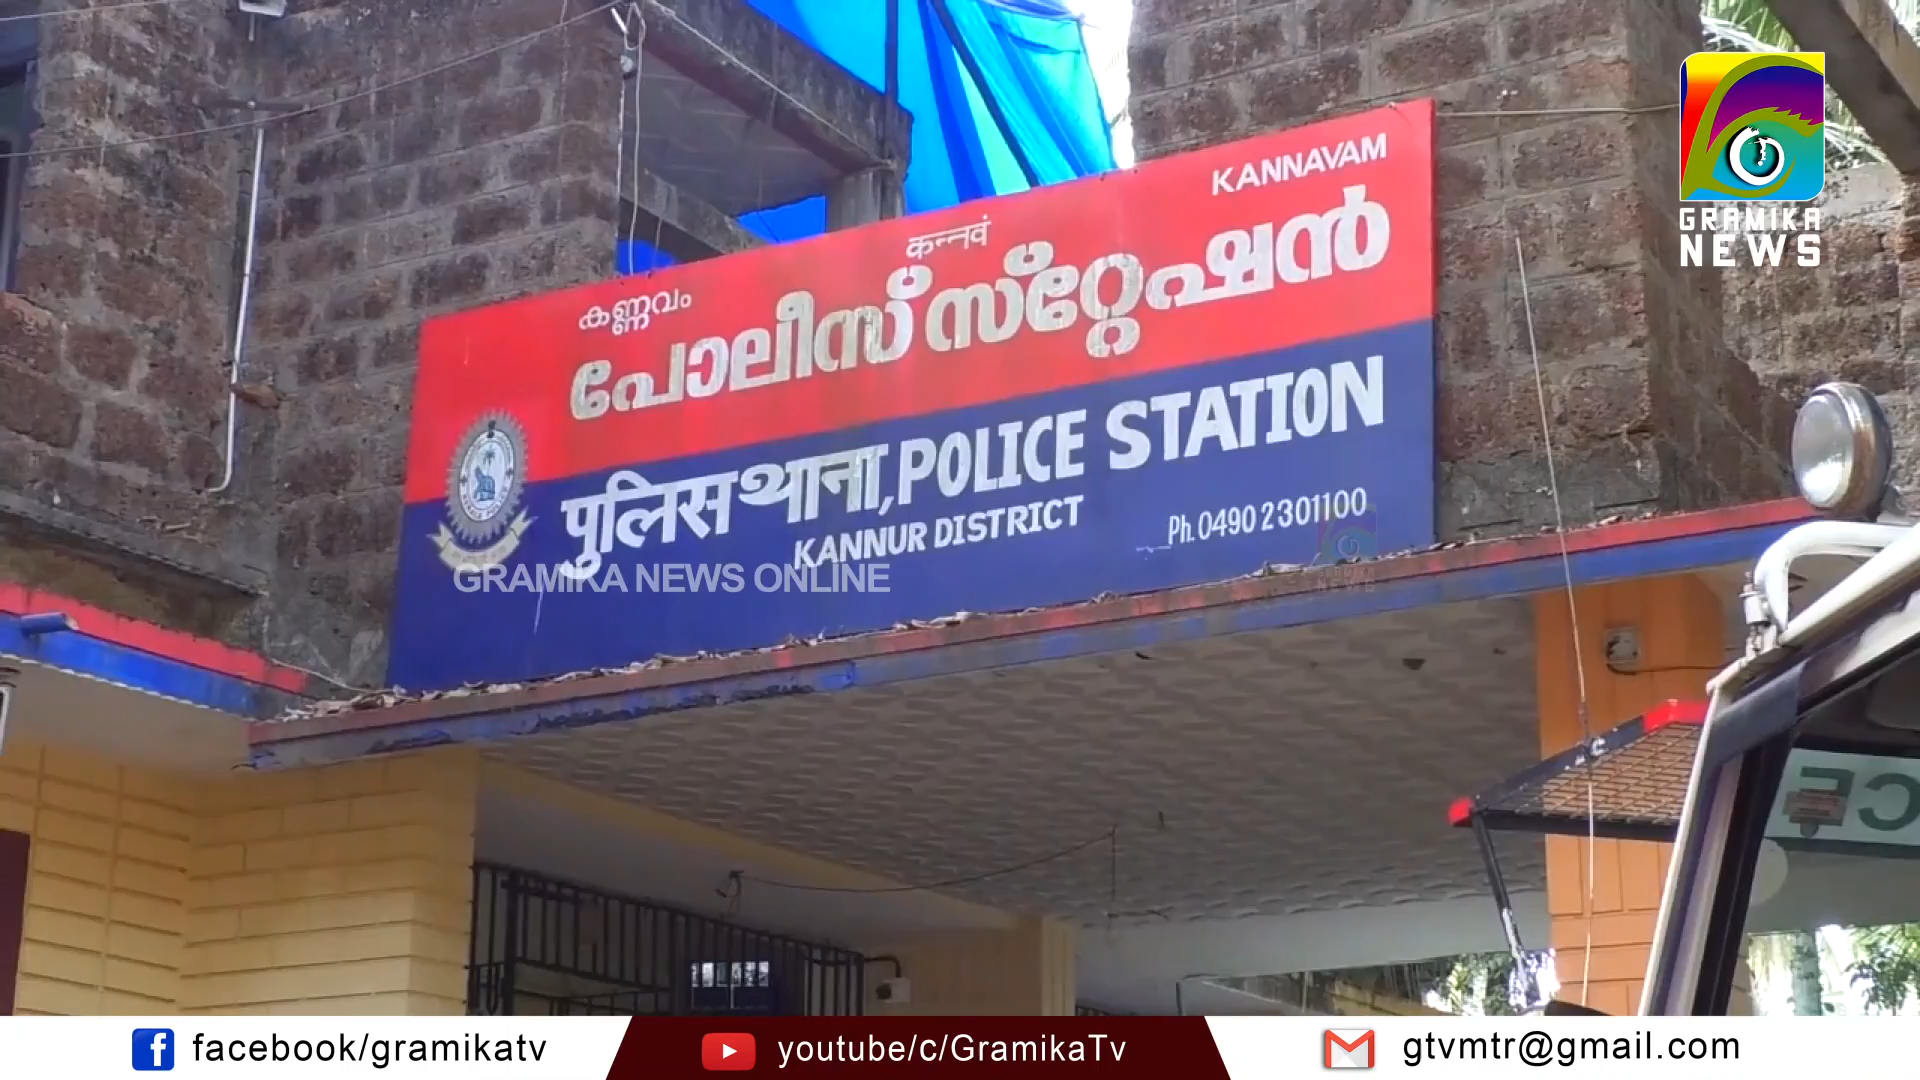 GRAMIKA
NEWS
KANNAVAM
कन्नवं
കണ്ണവം
പോലീസ് സ്റ്റേഷൻ
पुलिस थाना, POLICE STATION
KANNUR DISTRICT
Ph. 0490 2301100
GRAMIKA NEWS ONLINE
facebook/gramikatv
youtube/c/GramikaTv
gtvmtr@gmail.com